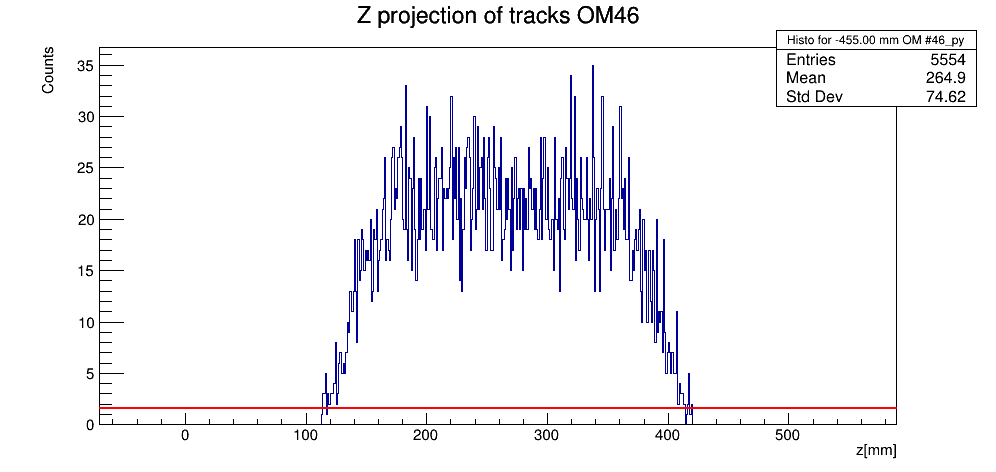 Z projection of tracks OM46
Histo for -455.00 mm OM #46_py
Entries 5554
Mean 264.9
Std Dev 74.62
Counts
35
30
25
20
15
10
5
0
0 100 200 300 400 500
z[mm]